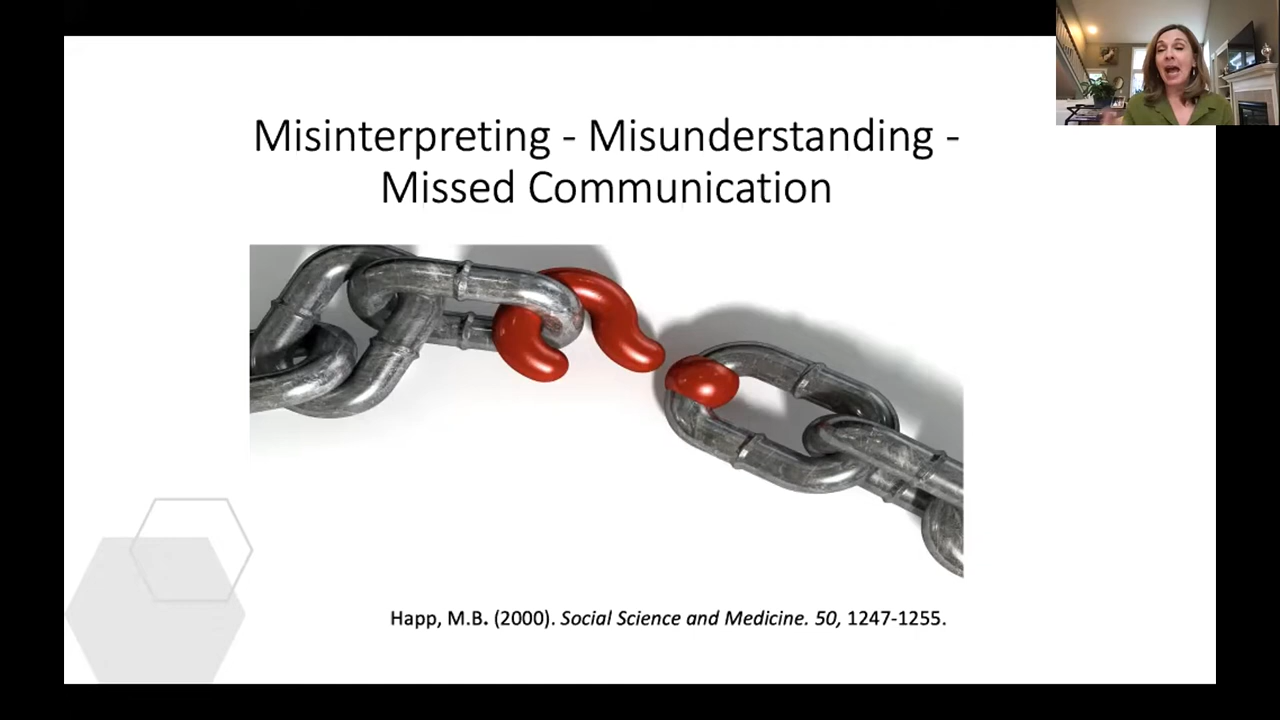 Misinterpreting - Misunderstanding -
Missed Communication
Happ, M.B. (2000). Social Science and Medicine. 50, 1247-1255.